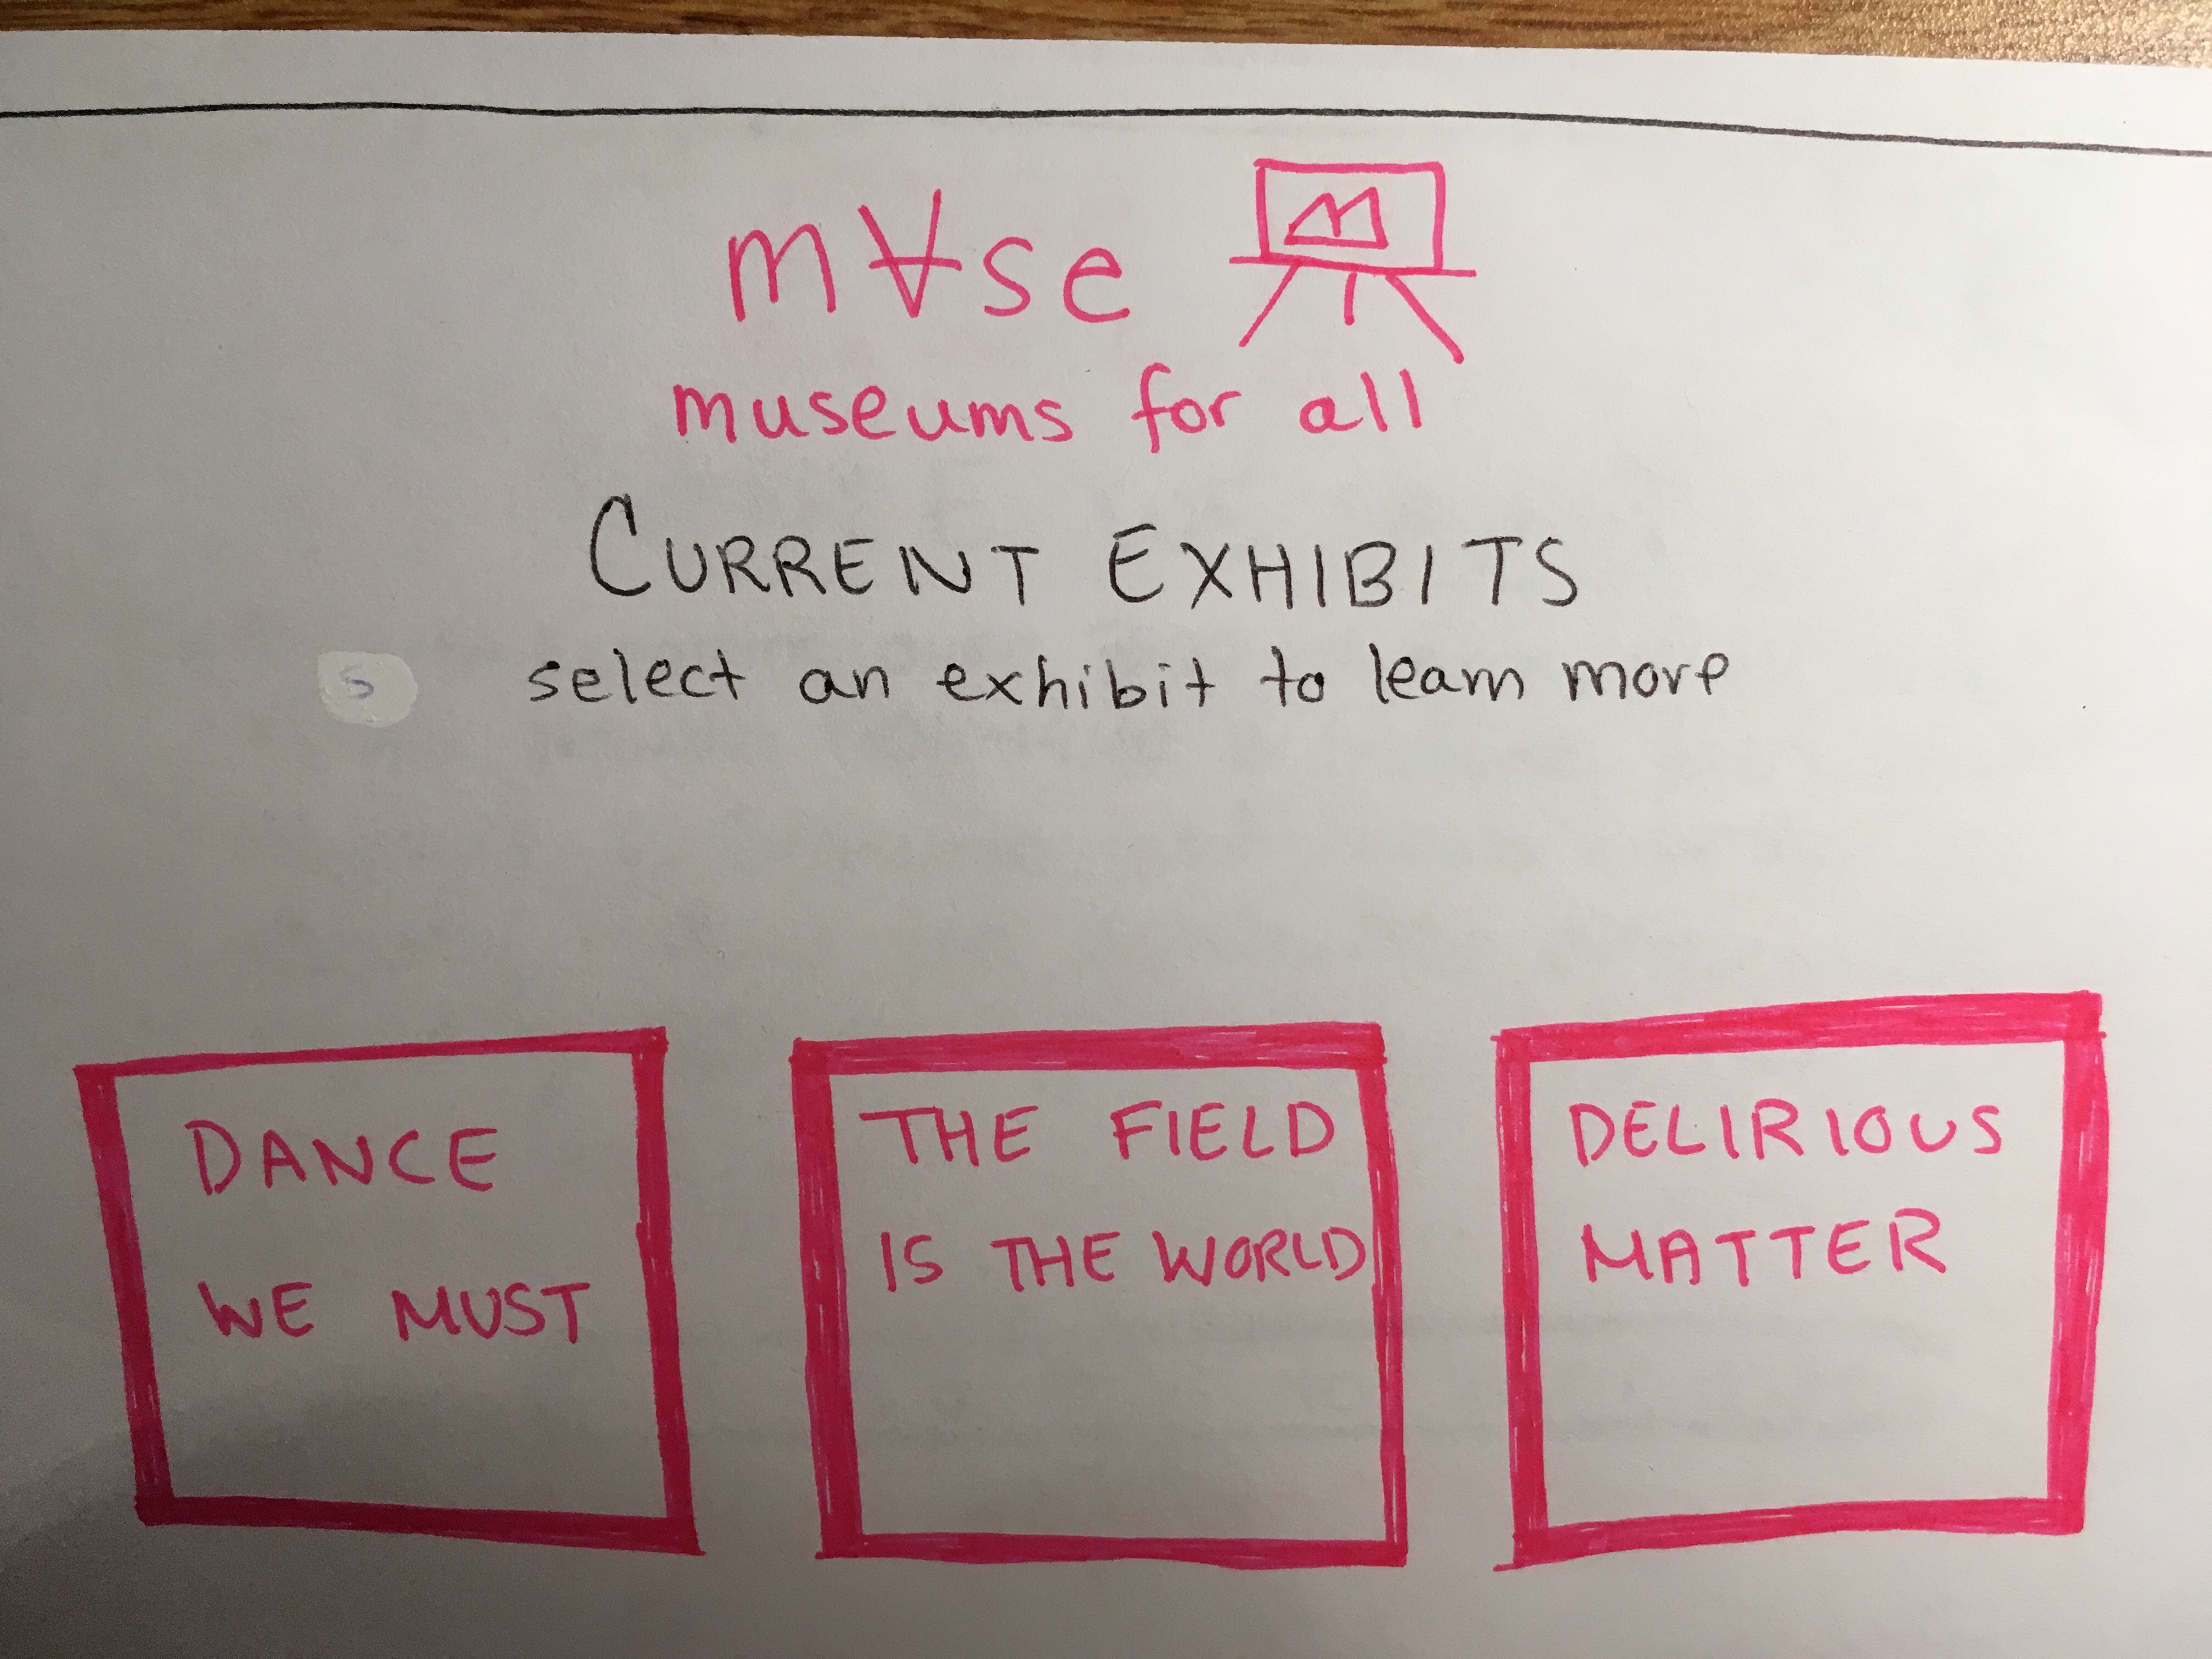 m∀se
museums for all
CURRENT EXHIBITS
s
select an exhibit to learn more
DANCE
WE MUST
THE FIELD
IS THE WORLD
DELIRIOUS
MATTER